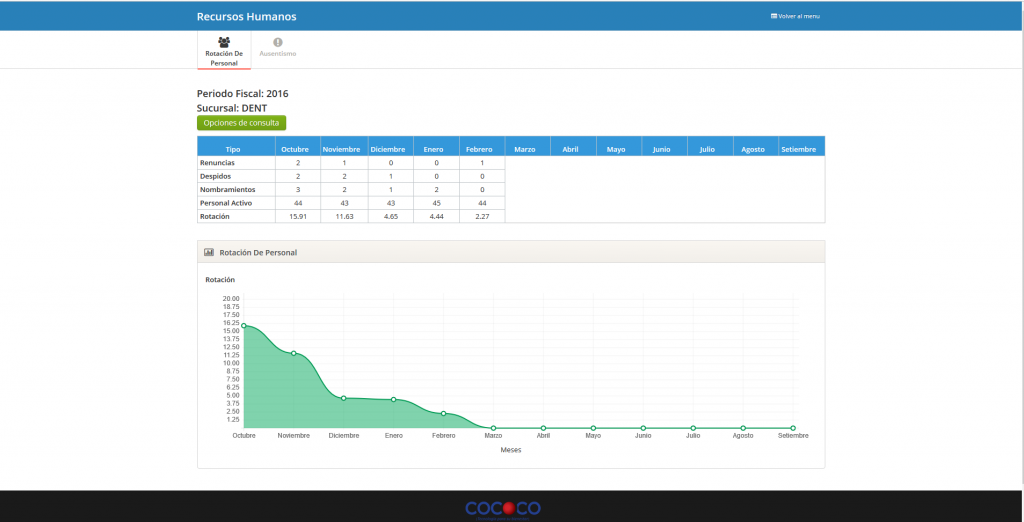 Recursos Humanos
Volver al menu
Rotación De
Personal
Ausentismo
Periodo Fiscal: 2016
Sucursal: DENT
Opciones de consulta
Tipo Octubre Noviembre Diciembre Enero Febrero Marzo Abril Mayo Junio Julio Agosto Setiembre
Renuncias 2 1 0 0 1
Despidos 2 2 1 0 0
Nombramientos 3 2 1 2 0
Personal Activo 44 43 43 45 44
Rotación 15.91 11.63 4.65 4.44 2.27
Rotación De Personal
Rotación
20.00
18.75
17.50
16.25
15.00
13.75
12.50
11.25
10.00
8.75
7.50
6.25
5.00
3.75
2.50
1.25
Octubre Noviembre Diciembre Enero Febrero Marzo Abril Mayo Junio Julio Agosto Setiembre
Meses
COCOCO